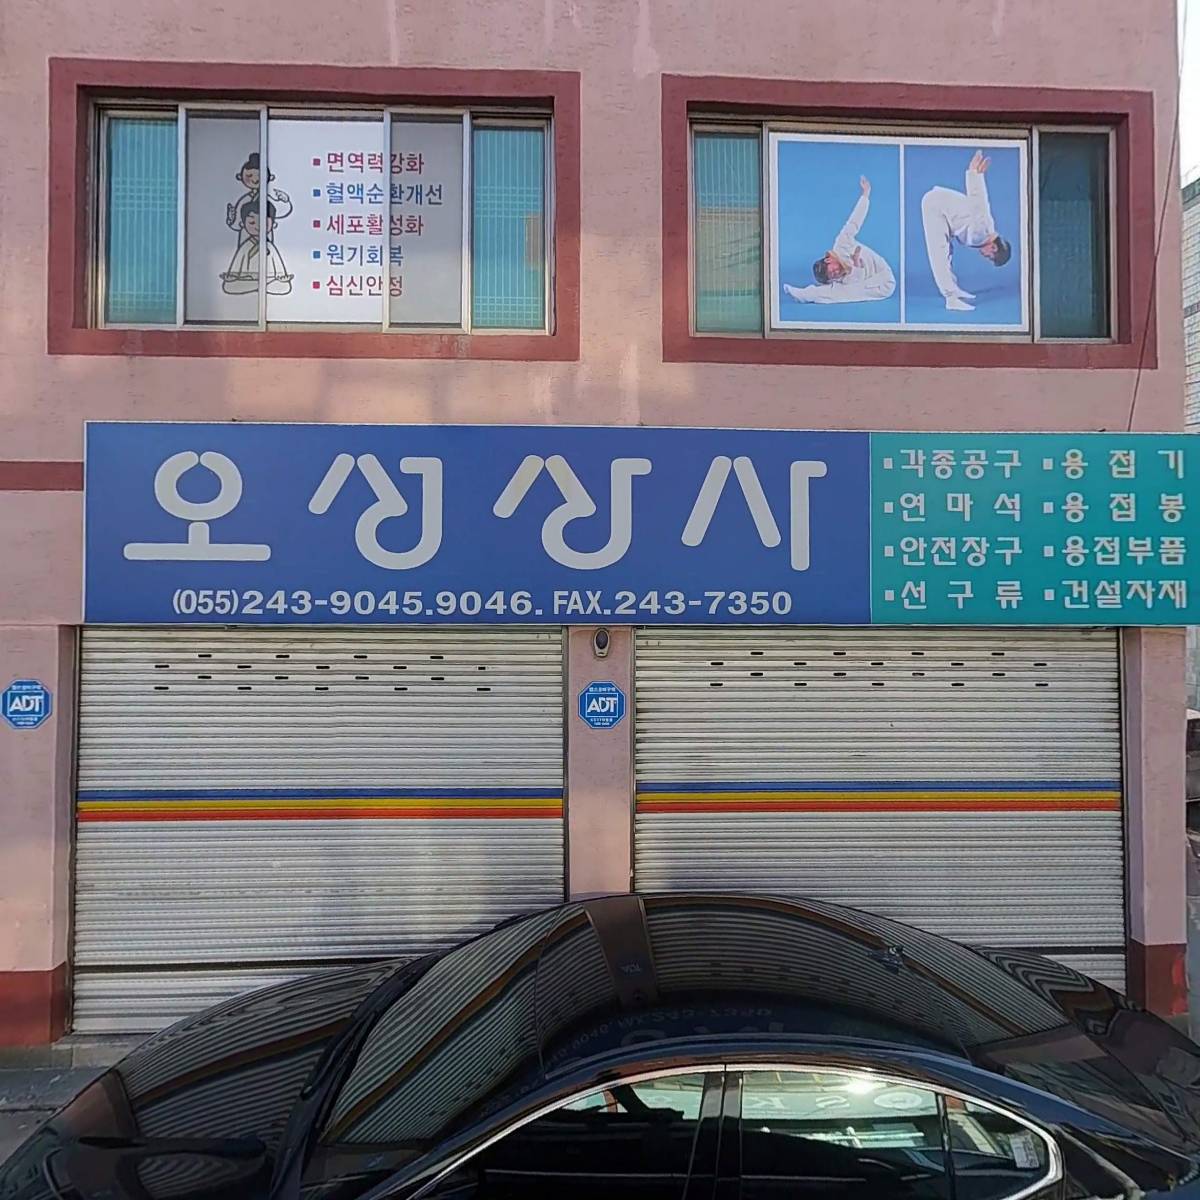 ▪면역력강화
▪혈액순환개선
▪세포활성화
▪원기회복
▪심신안정
오성상사
(055)243-9045.9046. FAX.243-7350
▪각종공구 ▪용접기
▪연마석 ▪용접봉
▪안전장구 ▪용접부품
▪선구류 ▪건설자재
ADT
ADT